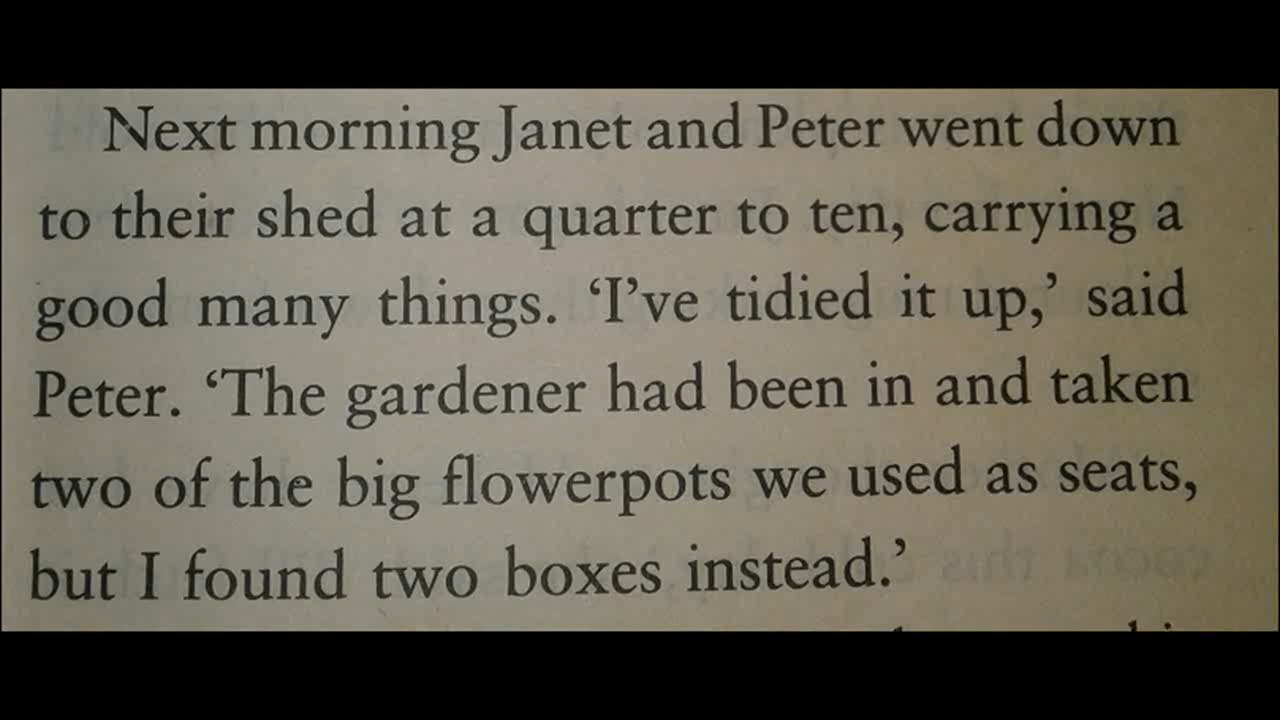 Next morning Janet and Peter went down
to their shed at a quarter to ten, carrying a
good many things. ‘I’ve tidied it up,’ said
Peter. ‘The gardener had been in and taken
two of the big flowerpots we used as seats,
but I found two boxes instead.’